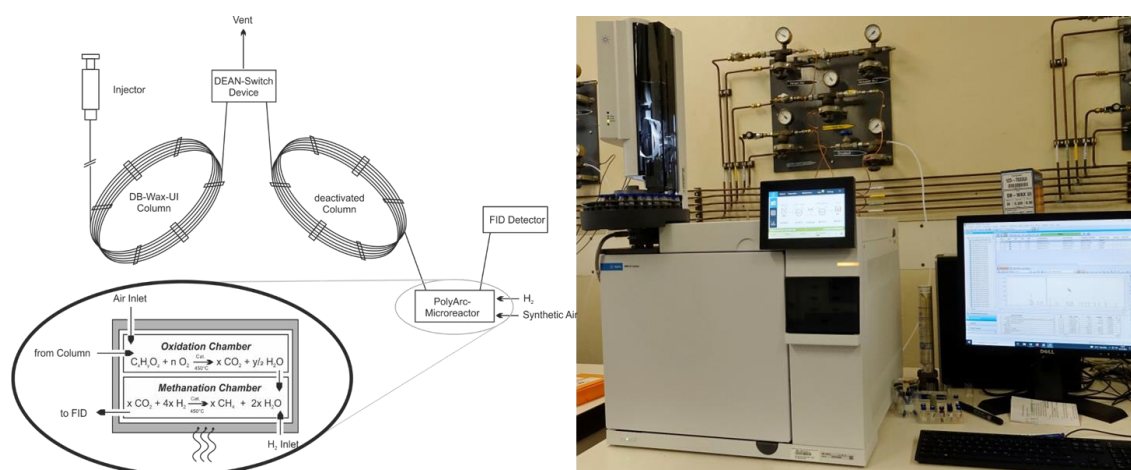 Vent
DEAN-Switch
Device
Injector
DB-Wax-UI
Column
deactivated
Column
FID Detector
PolyArc-
Microreactor
H₂
Synthetic Air
Air Inlet
from Column
Oxidation Chamber
CₓHᵧO_z + n O₂ Cat. 450°C x CO₂ + y/2 H₂O
Methanation Chamber
x CO₂ + 4x H₂ Cat. 450°C x CH₄ + 2x H₂O
to FID
H₂ Inlet
DB-WAX UI
DELL